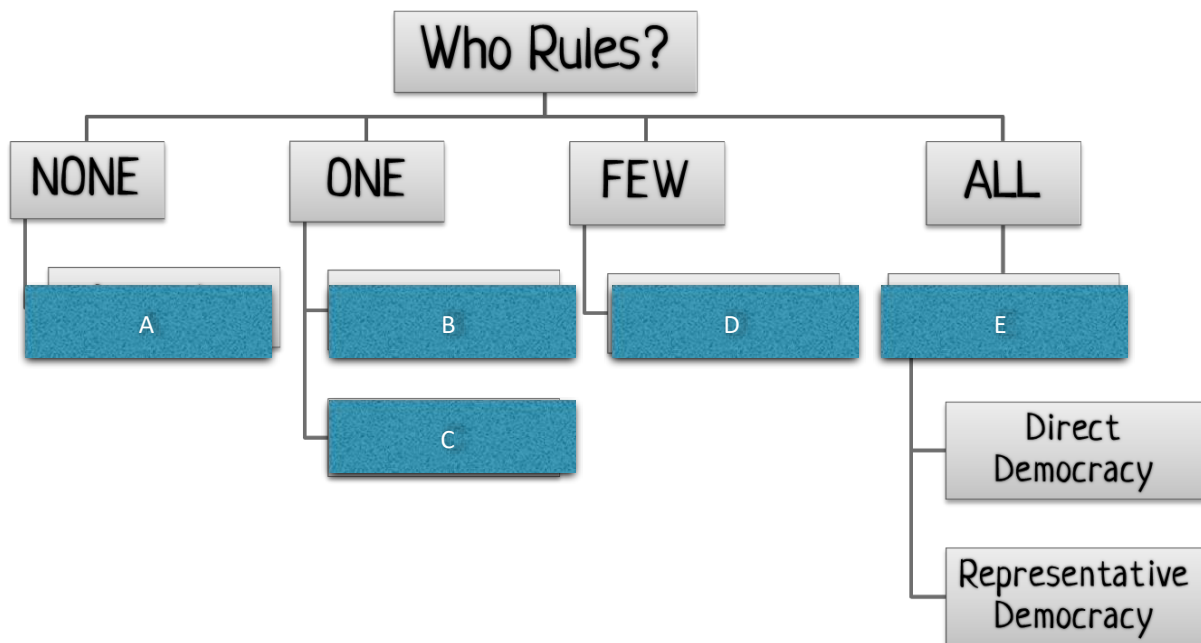 Who Rules?
NONE
ONE
FEW
ALL
A
B
D
E
C
Direct
Democracy
Representative
Democracy